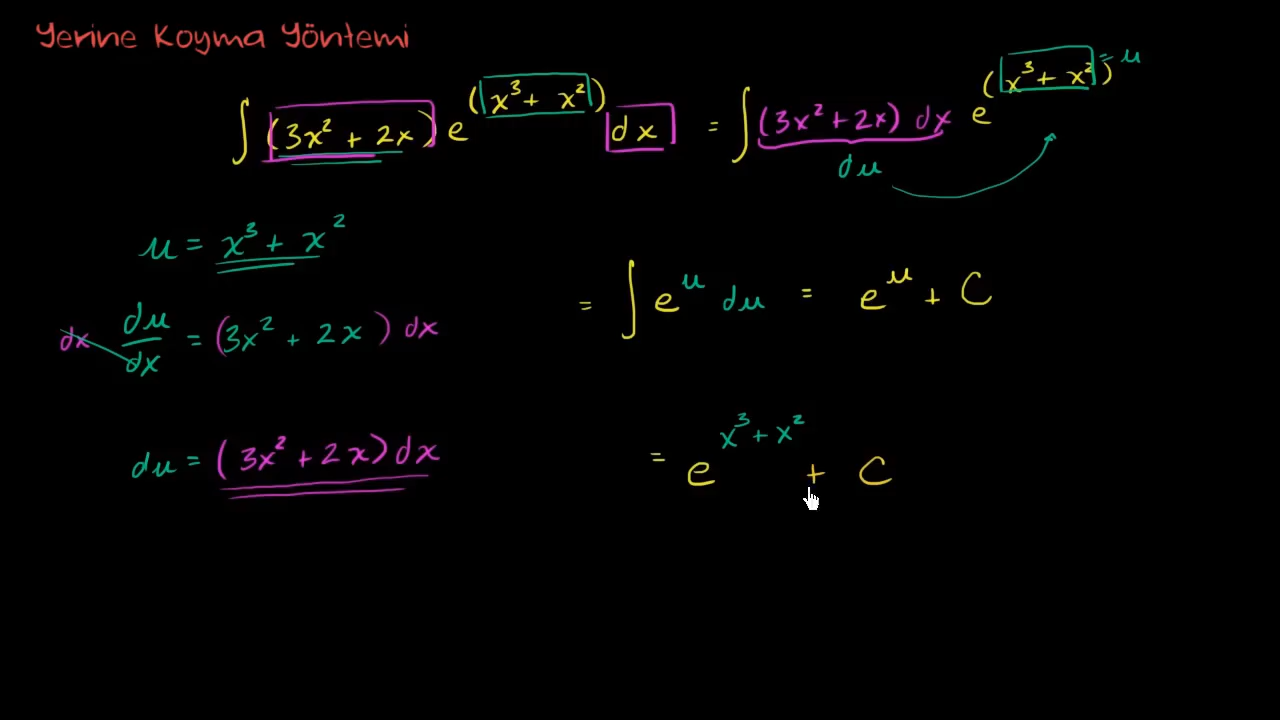 Yerine Koyma Yöntemi
∫ (3x² + 2x) e^(x³ + x²) dx = ∫ (3x² + 2x) dx e^(x³ + x²) = u
du
u = x³ + x²
= ∫ e^u du = e^u + C
dx du/dx = (3x² + 2x) dx
= e^x³ + x² + C
du = (3x² + 2x) dx